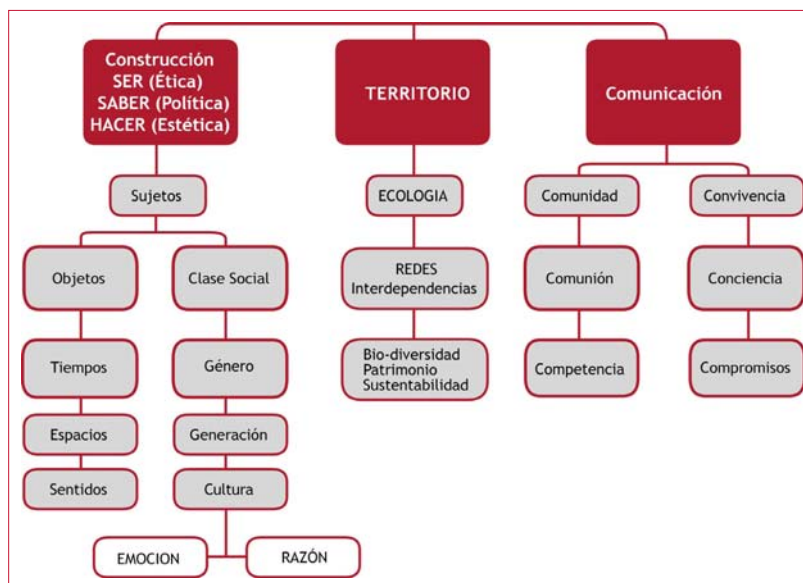 Construcción
SER (Ética)
SABER (Política)
HACER (Estética)
TERRITORIO
Comunicación
Sujetos
ECOLOGIA
Comunidad
Convivencia
Objetos
Clase Social
REDES
Interdependencias
Comunión
Conciencia
Tiempos
Género
Bio-diversidad
Patrimonio
Sustentabilidad
Competencia
Compromisos
Espacios
Generación
Sentidos
Cultura
EMOCION
RAZÓN